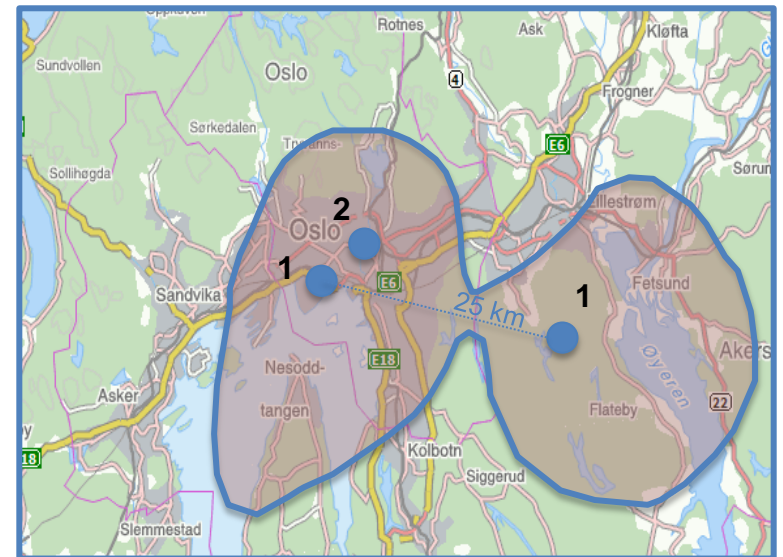 Rotnes
Ask
Kløfta
Oslo
Sundvollen
4
Frogner
Sørkedalen
E6
Sollihøgda
Sørum
Lillestrøm
2
Oslo
1
E6
Fetsund
Sandvika
1
25 km
Akers
Øyeren
E18
Nesodd-
tangen
Asker
22
Flateby
18
Kolbotn
Siggerud
Slemmestad